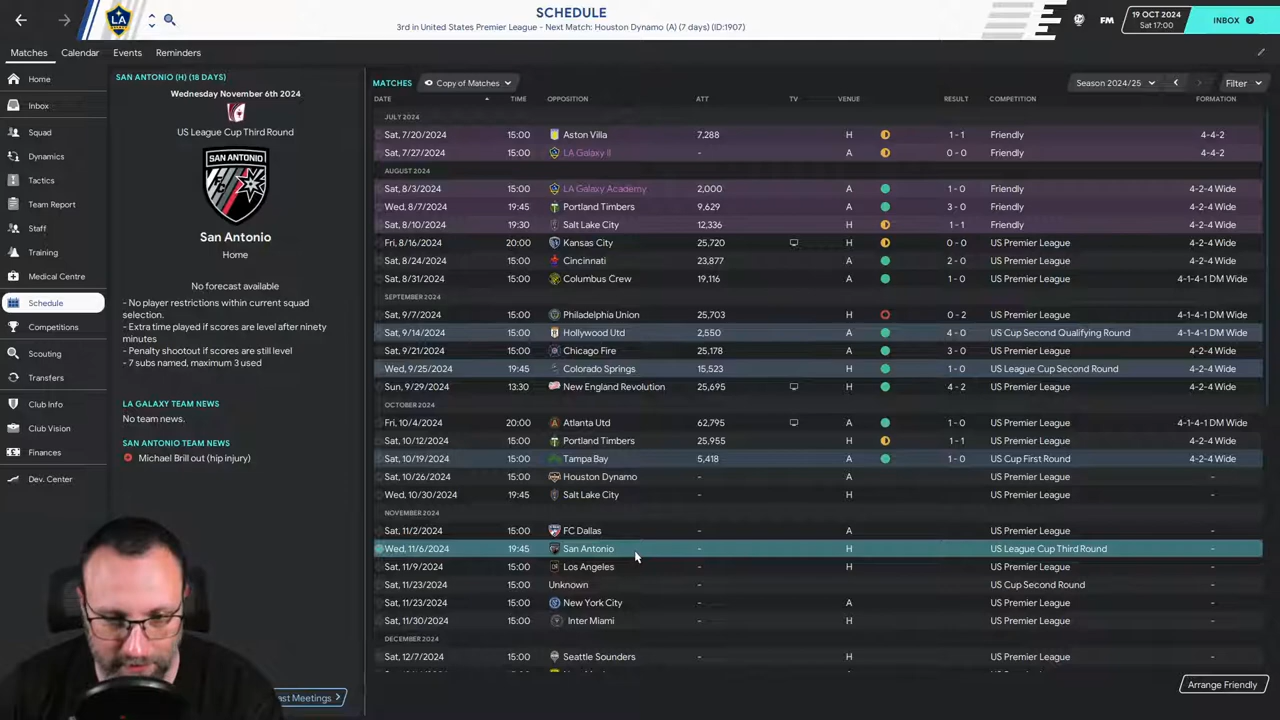 SCHEDULE
3rd in United States Premier League - Next Match: Houston Dynamo (A) (7 days) (ID:1907)
FM
19 OCT 2024
Sat 17:00
INBOX
Matches Calendar Events Reminders
Home
Inbox
Squad
Dynamics
Tactics
Team Report
Staff
Training
Medical Centre
Schedule
Competitions
Scouting
Transfers
Club Info
Club Vision
Finances
Dev. Center
SAN ANTONIO (H) (18 DAYS)
Wednesday November 6th 2024
US League Cup Third Round
SAN ANTONIO
San Antonio
Home
No forecast available
- No player restrictions within current squad
selection.
- Extra time played if scores are level after ninety
minutes
- Penalty shootout if scores are still level
- 7 subs named, maximum 3 used
LA GALAXY TEAM NEWS
No team news.
SAN ANTONIO TEAM NEWS
Michael Brill out (hip injury)
ast Meetings
MATCHES Copy of Matches Season 2024/25 Filter
DATE TIME OPPOSITION ATT TV VENUE RESULT COMPETITION FORMATION
JULY 2024
Sat, 7/20/2024 15:00 Aston Villa 7,288 H 1 - 1 Friendly 4-4-2
Sat, 7/27/2024 15:00 LA Galaxy II - A 0 - 0 Friendly 4-4-2
AUGUST 2024
Sat, 8/3/2024 15:00 LA Galaxy Academy 2,000 A 1 - 0 Friendly 4-2-4 Wide
Wed, 8/7/2024 19:45 Portland Timbers 9,629 H 3 - 0 Friendly 4-2-4 Wide
Sat, 8/10/2024 19:30 Salt Lake City 12,336 H 1 - 1 Friendly 4-2-4 Wide
Fri, 8/16/2024 20:00 Kansas City 25,720 H 0 - 0 US Premier League 4-2-4 Wide
Sat, 8/24/2024 15:00 Cincinnati 23,877 A 2 - 0 US Premier League 4-2-4 Wide
Sat, 8/31/2024 15:00 Columbus Crew 19,116 A 1 - 0 US Premier League 4-1-4-1 DM Wide
SEPTEMBER 2024
Sat, 9/7/2024 15:00 Philadelphia Union 25,703 H 0 - 2 US Premier League 4-1-4-1 DM Wide
Sat, 9/14/2024 15:00 Hollywood Utd 2,550 A 4 - 0 US Cup Second Qualifying Round 4-1-4-1 DM Wide
Sat, 9/21/2024 15:00 Chicago Fire 25,178 A 3 - 0 US Premier League 4-2-4 Wide
Wed, 9/25/2024 19:45 Colorado Springs 15,523 H 1 - 0 US League Cup Second Round 4-2-4 Wide
Sun, 9/29/2024 13:30 New England Revolution 25,695 H 4 - 2 US Premier League 4-2-4 Wide
OCTOBER 2024
Fri, 10/4/2024 20:00 Atlanta Utd 62,795 A 1 - 0 US Premier League 4-1-4-1 DM Wide
Sat, 10/12/2024 15:00 Portland Timbers 25,955 H 1 - 1 US Premier League 4-2-4 Wide
Sat, 10/19/2024 15:00 Tampa Bay 5,418 A 1 - 0 US Cup First Round 4-2-4 Wide
Sat, 10/26/2024 15:00 Houston Dynamo - A US Premier League -
Wed, 10/30/2024 19:45 Salt Lake City - H US Premier League -
NOVEMBER 2024
Sat, 11/2/2024 15:00 FC Dallas - A US Premier League -
Wed, 11/6/2024 19:45 San Antonio - H US League Cup Third Round -
Sat, 11/9/2024 15:00 Los Angeles - H US Premier League -
Sat, 11/23/2024 15:00 Unknown - US Cup Second Round -
Sat, 11/23/2024 15:00 New York City - A US Premier League -
Sat, 11/30/2024 15:00 Inter Miami - H US Premier League -
DECEMBER 2024
Sat, 12/7/2024 15:00 Seattle Sounders - H US Premier League -
Arrange Friendly